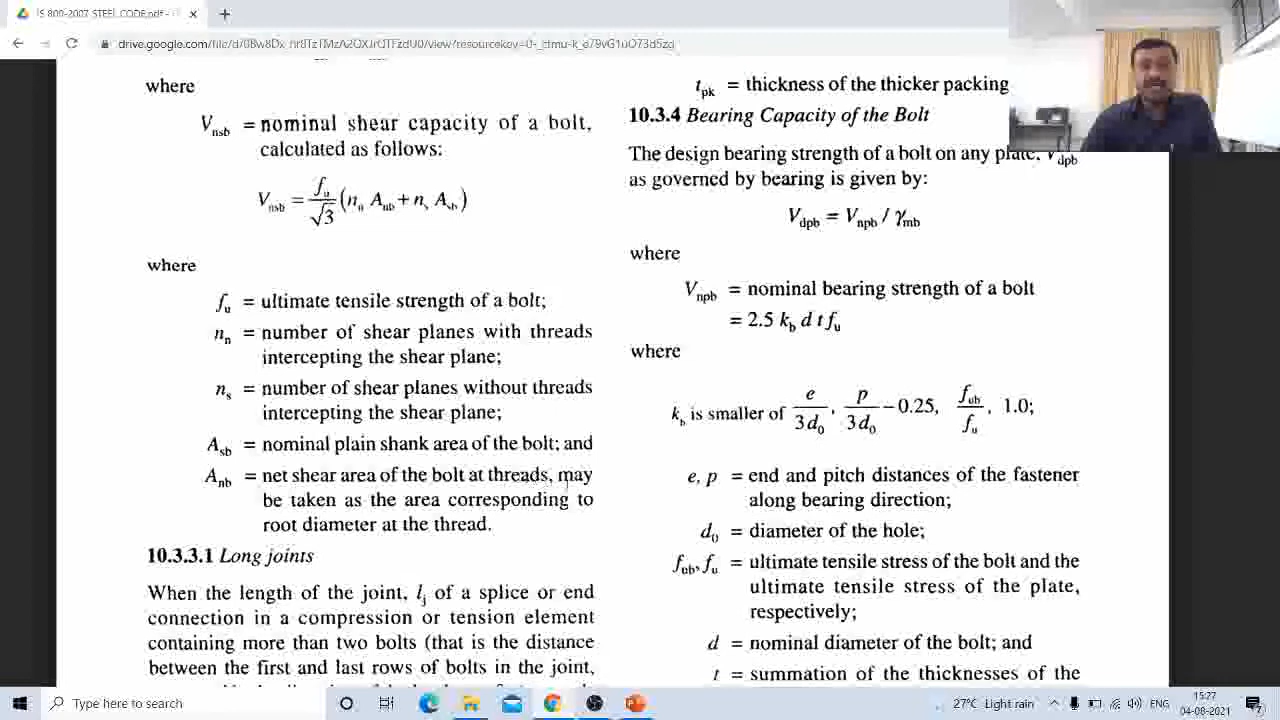 IS 800-2007 STEEL CODE.pdf
where
V_nsb = nominal shear capacity of a bolt,
calculated as follows:
V_nsb = f_u / √3 (n_n A_nb + n_s A_sb)
where
f_u = ultimate tensile strength of a bolt;
n_n = number of shear planes with threads
intercepting the shear plane;
n_s = number of shear planes without threads
intercepting the shear plane;
A_sb = nominal plain shank area of the bolt; and
A_nb = net shear area of the bolt at threads, may
be taken as the area corresponding to
root diameter at the thread.
10.3.3.1 Long joints
When the length of the joint, l_j of a splice or end
connection in a compression or tension element
containing more than two bolts (that is the distance
between the first and last rows of bolts in the joint,
t_pk = thickness of the thicker packing
10.3.4 Bearing Capacity of the Bolt
The design bearing strength of a bolt on any plate, V_dpb
as governed by bearing is given by:
V_dpb = V_npb / γ_mb
where
V_npb = nominal bearing strength of a bolt
= 2.5 k_b d t f_u
where
k_b is smaller of e/3d_0, p/3d_0 − 0.25, f_ub/f_u, 1.0;
e, p = end and pitch distances of the fastener
along bearing direction;
d_0 = diameter of the hole;
f_ub, f_u = ultimate tensile stress of the bolt and the
ultimate tensile stress of the plate,
respectively;
d = nominal diameter of the bolt; and
t = summation of the thicknesses of the
Type here to search
27°C Light rain
ENG
15:27
04-08-2021